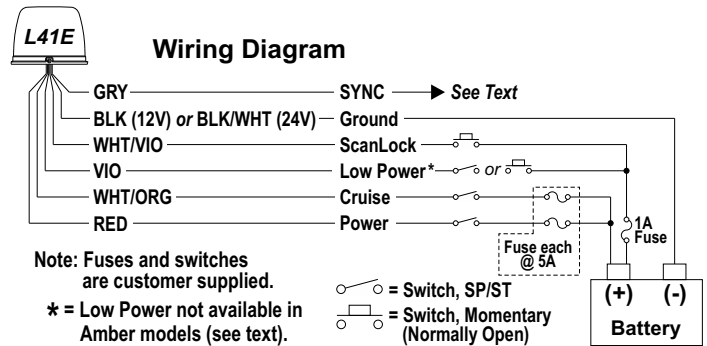 L41E
Wiring Diagram
GRY SYNC See Text
BLK (12V) or BLK/WHT (24V) Ground
WHT/VIO ScanLock
VIO Low Power* or
WHT/ORG Cruise
RED Power
1A
Fuse
Fuse each
@ 5A
Note: Fuses and switches
are customer supplied.
* = Low Power not available in
Amber models (see text).
= Switch, SP/ST
= Switch, Momentary
(Normally Open)
(+) (-)
Battery